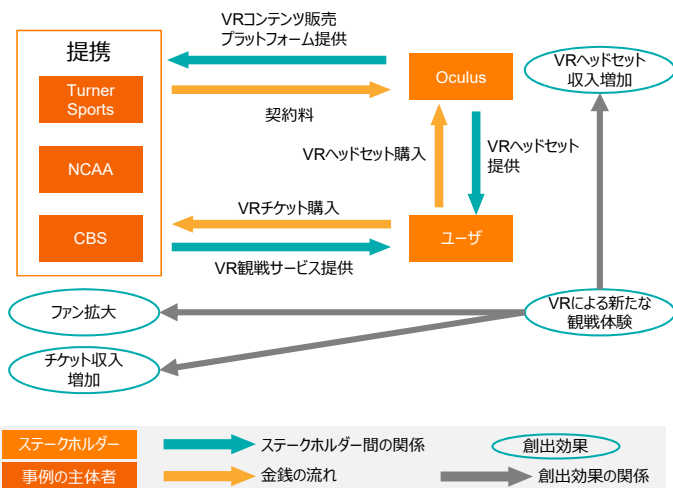 VRコンテンツ販売
プラットフォーム提供
提携
Turner
Sports
契約料
Oculus
VRヘッドセット
収入増加
NCAA
VRヘッドセット購入
VRヘッドセット
提供
CBS
VRチケット購入
VR観戦サービス提供
ユーザ
ファン拡大
VRによる新たな
観戦体験
チケット収入
増加
ステークホルダー
ステークホルダー間の関係
創出効果
事例の主体者
金銭の流れ
創出効果の関係